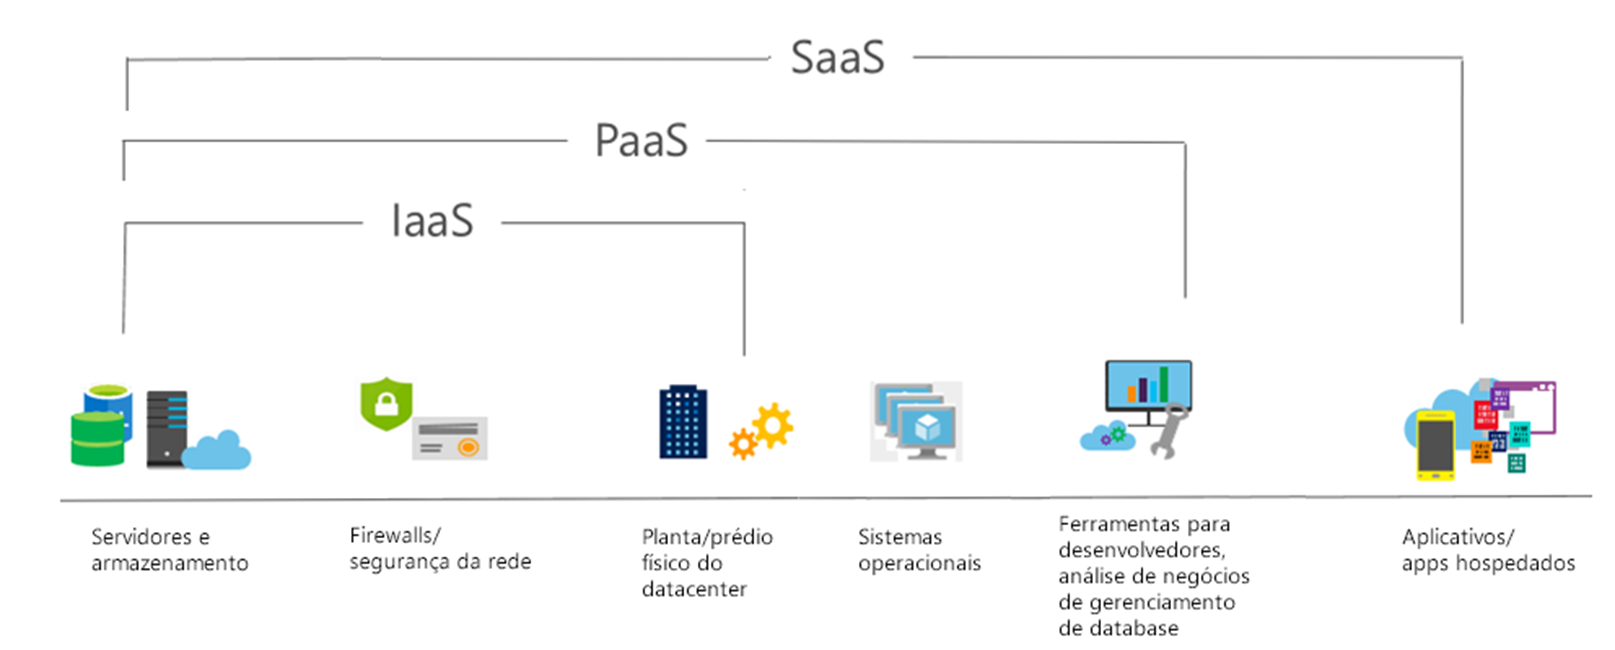 SaaS
PaaS
IaaS
Servidores e
armazenamento
Firewalls/
segurança da rede
Planta/prédio
físico do
datacenter
Sistemas
operacionais
Ferramentas para
desenvolvedores,
análise de negócios
de gerenciamento
de database
Aplicativos/
apps hospedados